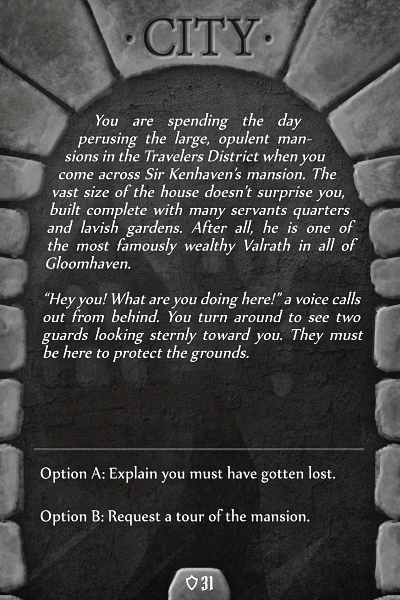 ·CITY·
You are spending the day
perusing the large, opulent man-
sions in the Travelers District when you
come across Sir Kenhaven's mansion. The
vast size of the house doesn't surprise you,
built complete with many servants quarters
and lavish gardens. After all, he is one of
the most famously wealthy Valrath in all of
Gloomhaven.
"Hey you! What are you doing here!" a voice calls
out from behind. You turn around to see two
guards looking sternly toward you. They must
be here to protect the grounds.
Option A: Explain you must have gotten lost.
Option B: Request a tour of the mansion.
31